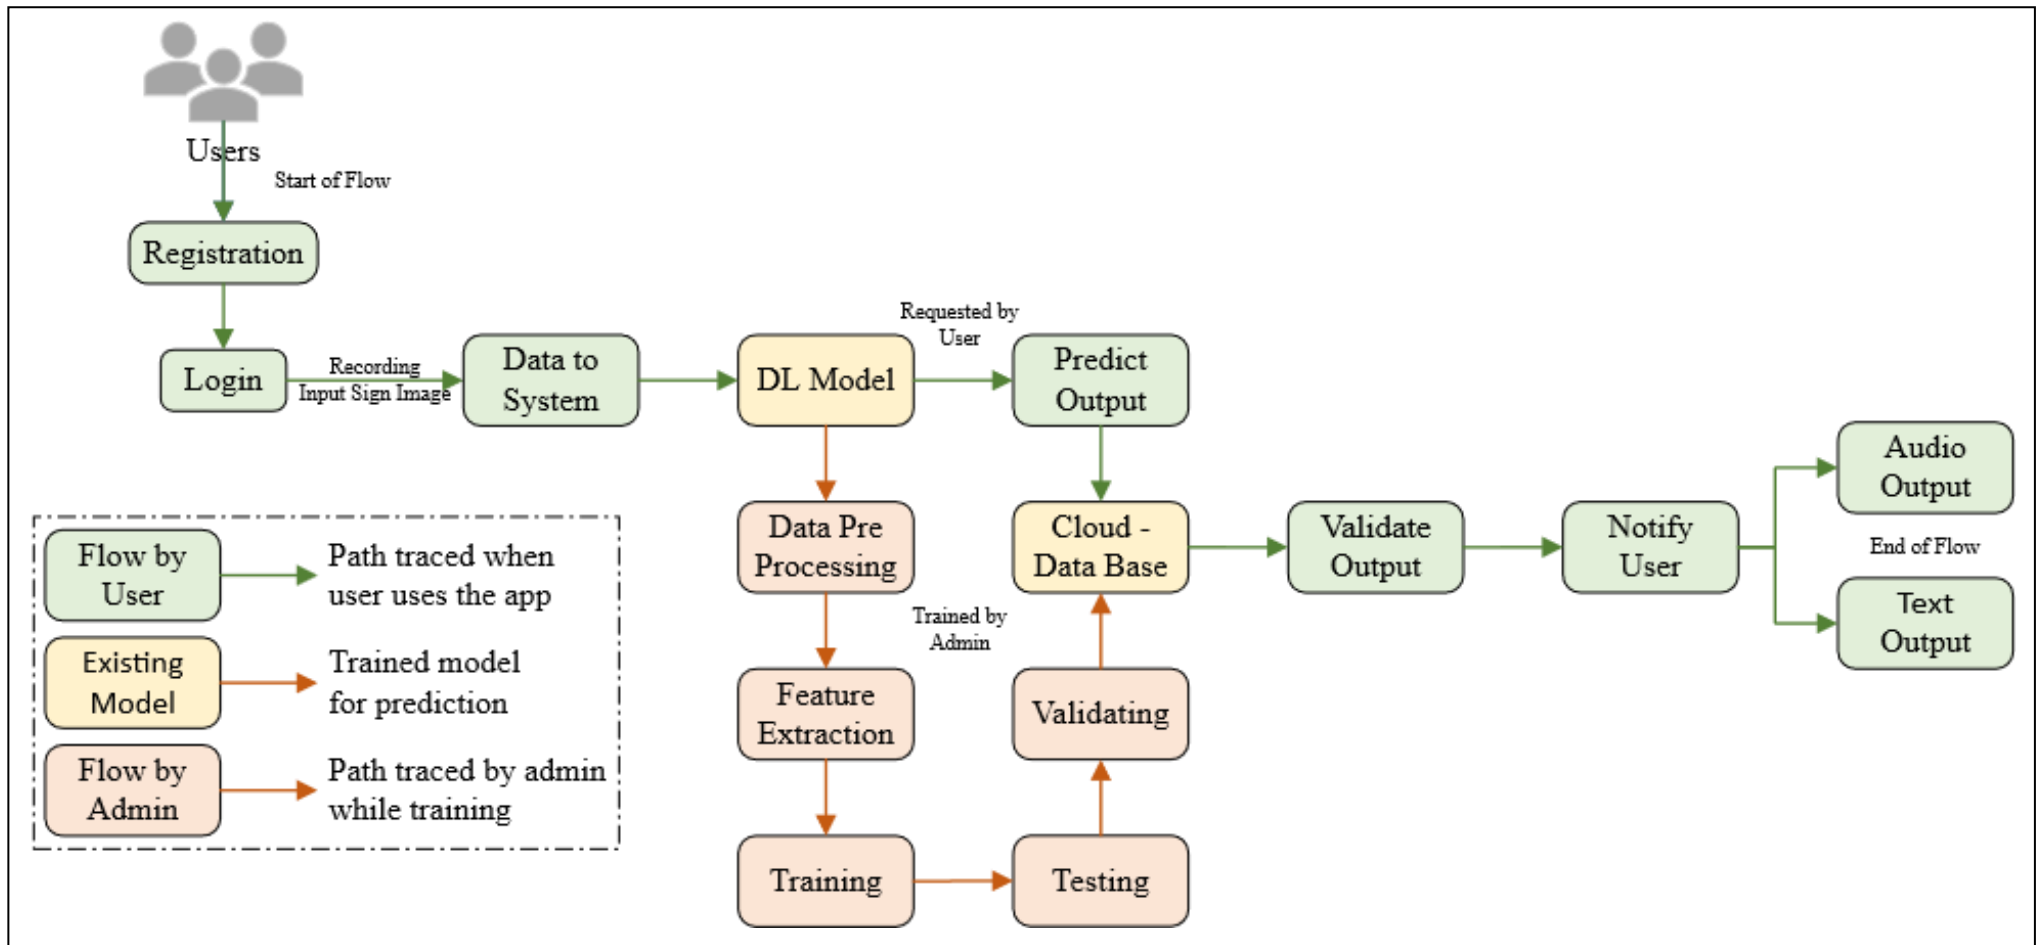 Users
Start of Flow
Registration
Login
Recording
Input Sign Image
Data to
System
DL Model
Requested by
User
Predict
Output
Data Pre
Processing
Cloud -
Data Base
Validate
Output
Notify
User
Audio
Output
End of Flow
Text
Output
Trained by
Admin
Feature
Extraction
Validating
Training
Testing
Flow by
User
Path traced when
user uses the app
Existing
Model
Trained model
for prediction
Flow by
Admin
Path traced by admin
while training